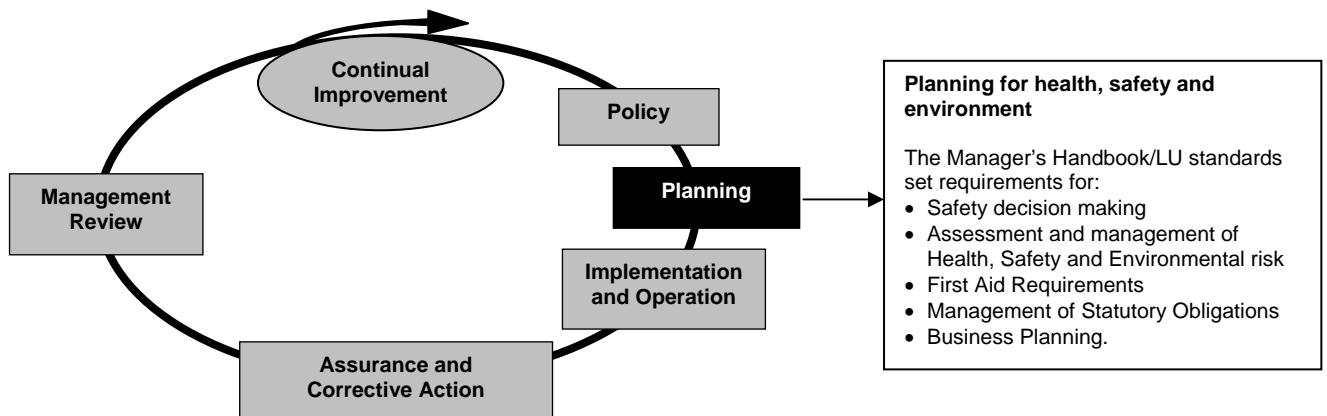 Continual
Improvement
Policy
Planning
Management
Review
Implementation
and Operation
Assurance and
Corrective Action
Planning for health, safety and
environment
The Manager’s Handbook/LU standards
set requirements for:
• Safety decision making
• Assessment and management of
Health, Safety and Environmental risk
• First Aid Requirements
• Management of Statutory Obligations
• Business Planning.